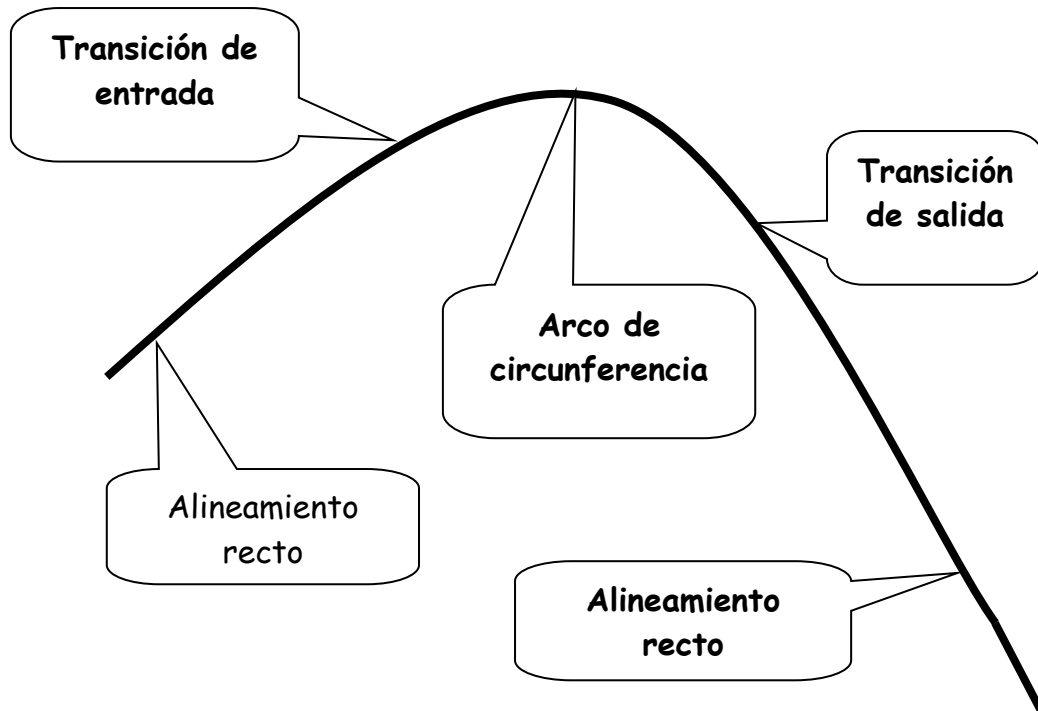 Transición de
entrada
Transición
de salida
Arco de
circunferencia
Alineamiento
recto
Alineamiento
recto